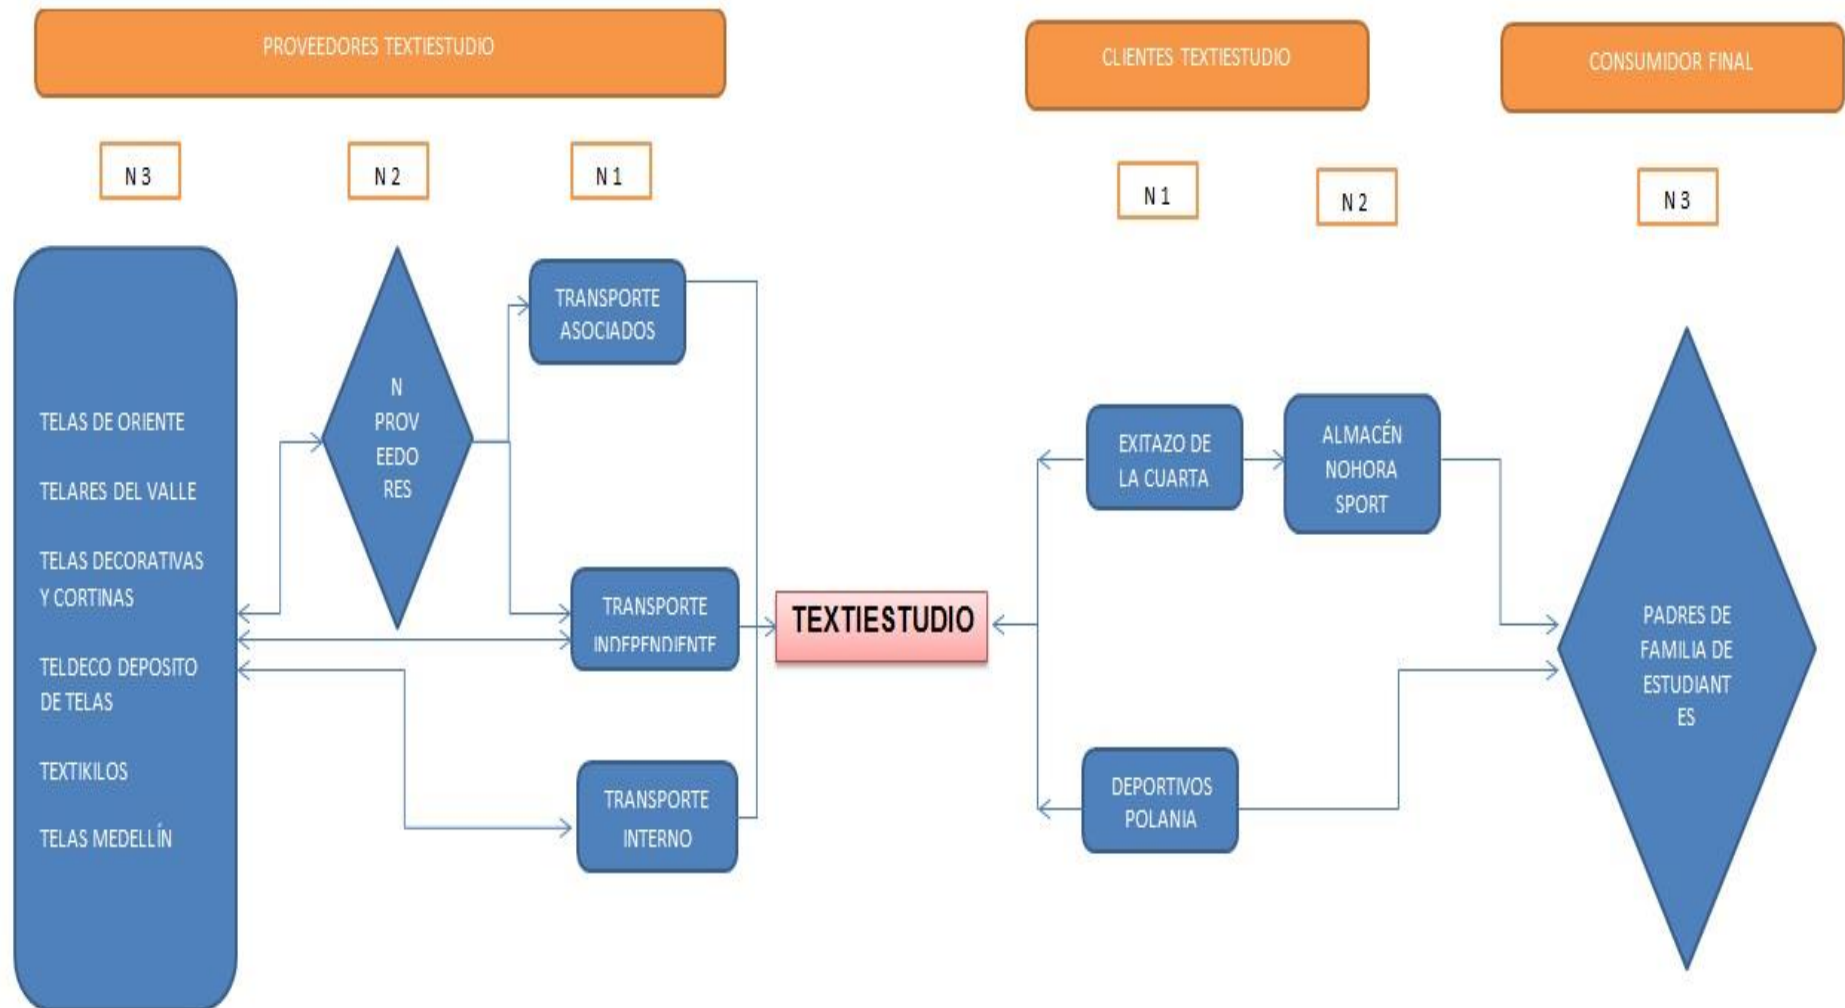 PROVEEDORES TEXTIESTUDIO
CLIENTES TEXTIESTUDIO
CONSUMIDOR FINAL
N 3
N 2
N 1
N 1
N 2
N 3
TELAS DE ORIENTE
TELARES DEL VALLE
TELAS DECORATIVAS
Y CORTINAS
TELDECO DEPOSITO
DE TELAS
TEXTIKILOS
TELAS MEDELLÍN
N
PROV
EEDO
RES
TRANSPORTE
ASOCIADOS
TRANSPORTE
INDEPENDIENTE
TRANSPORTE
INTERNO
TEXTIESTUDIO
EXITAZO DE
LA CUARTA
ALMACÉN
NOHORA
SPORT
DEPORTIVOS
POLANIA
PADRES DE
FAMILIA DE
ESTUDIANT
ES